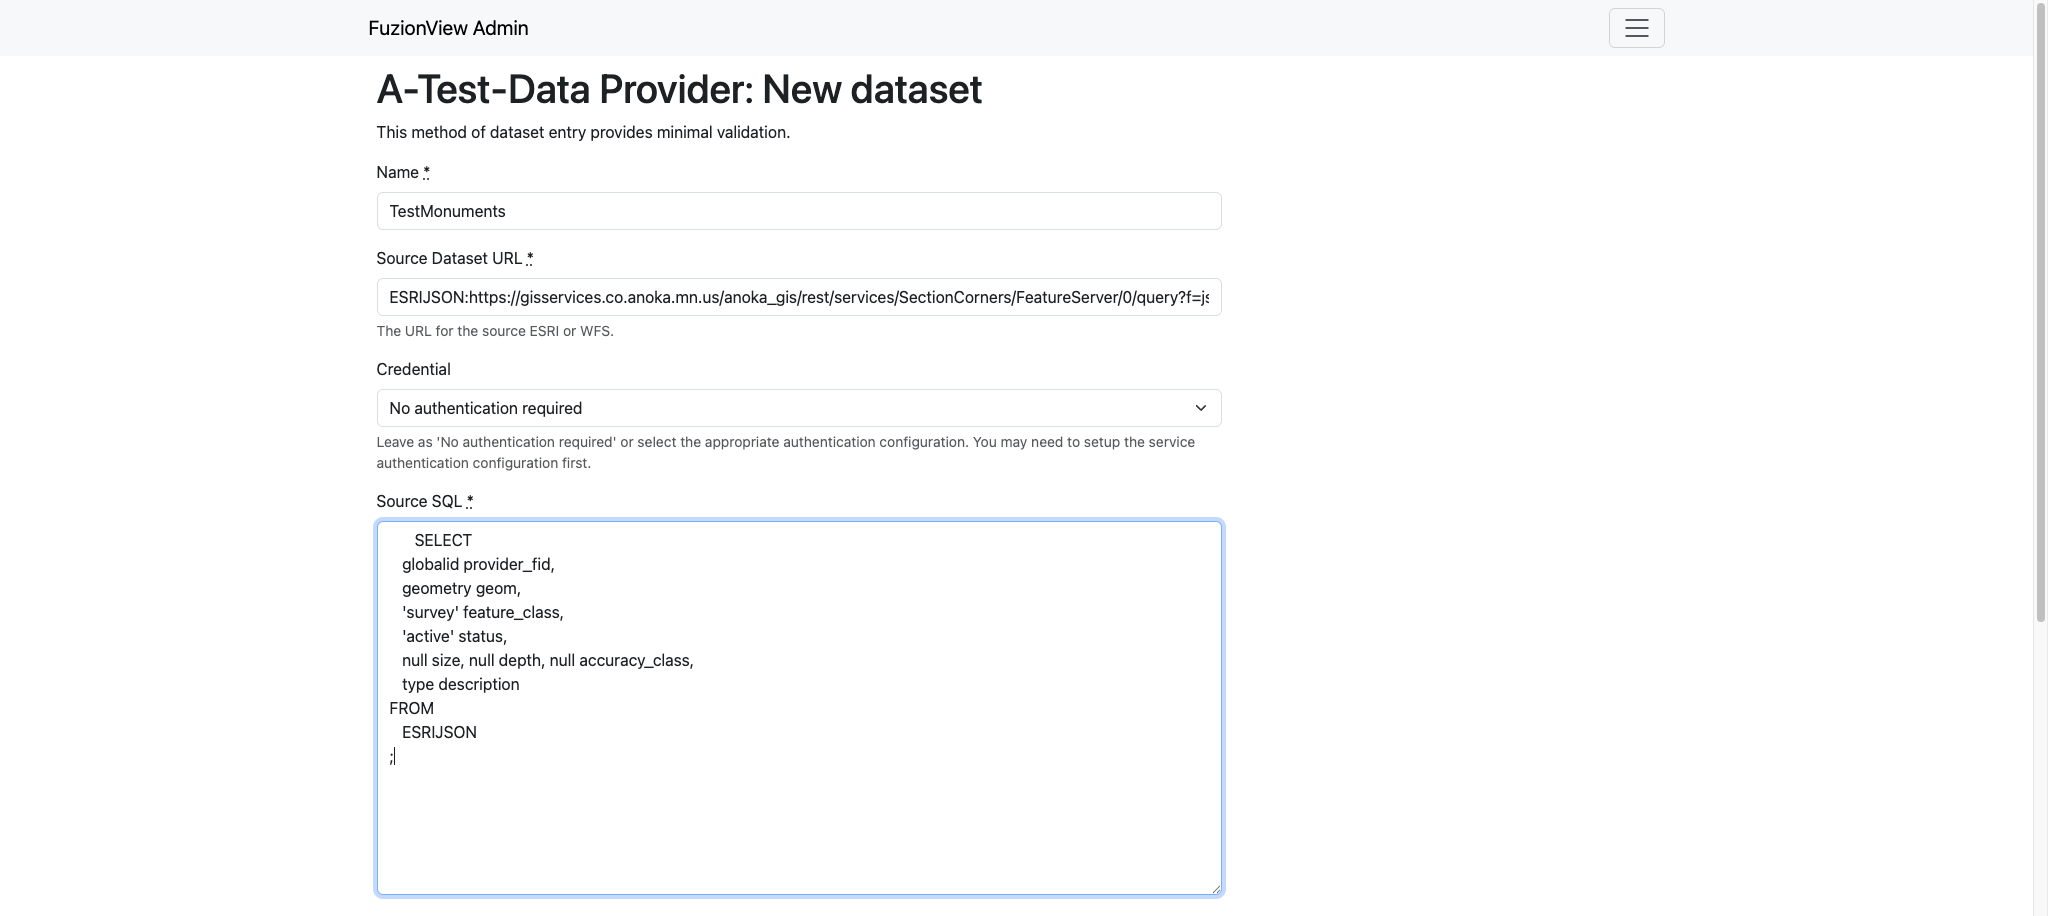 FuzionView Admin
A-Test-Data Provider: New dataset
This method of dataset entry provides minimal validation.
Name *
TestMonuments
Source Dataset URL *
ESRIJSON:https://gisservices.co.anoka.mn.us/anoka_gis/rest/services/SectionCorners/FeatureServer/0/query?f=js
The URL for the source ESRI or WFS.
Credential
No authentication required
Leave as 'No authentication required' or select the appropriate authentication configuration. You may need to setup the service
authentication configuration first.
Source SQL *
SELECT
globalid provider_fid,
geometry geom,
'survey' feature_class,
'active' status,
null size, null depth, null accuracy_class,
type description
FROM
ESRIJSON
;